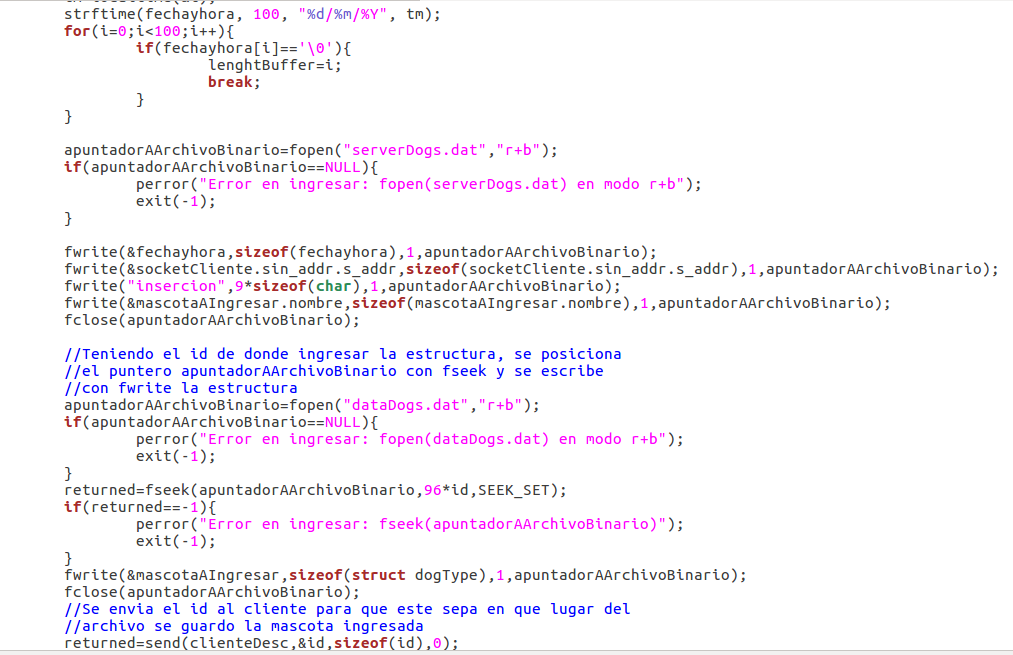 strftime(fechayhora, 100, "%d/%m/%Y", tm);
for(i=0;i<100;i++){
if(fechayhora[i]=='\0'){
lenghtBuffer=i;
break;
}
}
apuntadorAArchivoBinario=fopen("serverDogs.dat","r+b");
if(apuntadorAArchivoBinario==NULL){
perror("Error en ingresar: fopen(serverDogs.dat) en modo r+b");
exit(-1);
}
fwrite(&fechayhora,sizeof(fechayhora),1,apuntadorAArchivoBinario);
fwrite(&socketCliente.sin_addr.s_addr,sizeof(socketCliente.sin_addr.s_addr),1,apuntadorAArchivoBinario);
fwrite("insercion",9*sizeof(char),1,apuntadorAArchivoBinario);
fwrite(&mascotaAIngresar.nombre,sizeof(mascotaAIngresar.nombre),1,apuntadorAArchivoBinario);
fclose(apuntadorAArchivoBinario);
//Teniendo el id de donde ingresar la estructura, se posiciona
//el puntero apuntadorAArchivoBinario con fseek y se escribe
//con fwrite la estructura
apuntadorAArchivoBinario=fopen("dataDogs.dat","r+b");
if(apuntadorAArchivoBinario==NULL){
perror("Error en ingresar: fopen(dataDogs.dat) en modo r+b");
exit(-1);
}
returned=fseek(apuntadorAArchivoBinario,96*id,SEEK_SET);
if(returned==-1){
perror("Error en ingresar: fseek(apuntadorAArchivoBinario)");
exit(-1);
}
fwrite(&mascotaAIngresar,sizeof(struct dogType),1,apuntadorAArchivoBinario);
fclose(apuntadorAArchivoBinario);
//Se envia el id al cliente para que este sepa en que lugar del
//archivo se guardo la mascota ingresada
returned=send(clienteDesc,&id,sizeof(id),0);